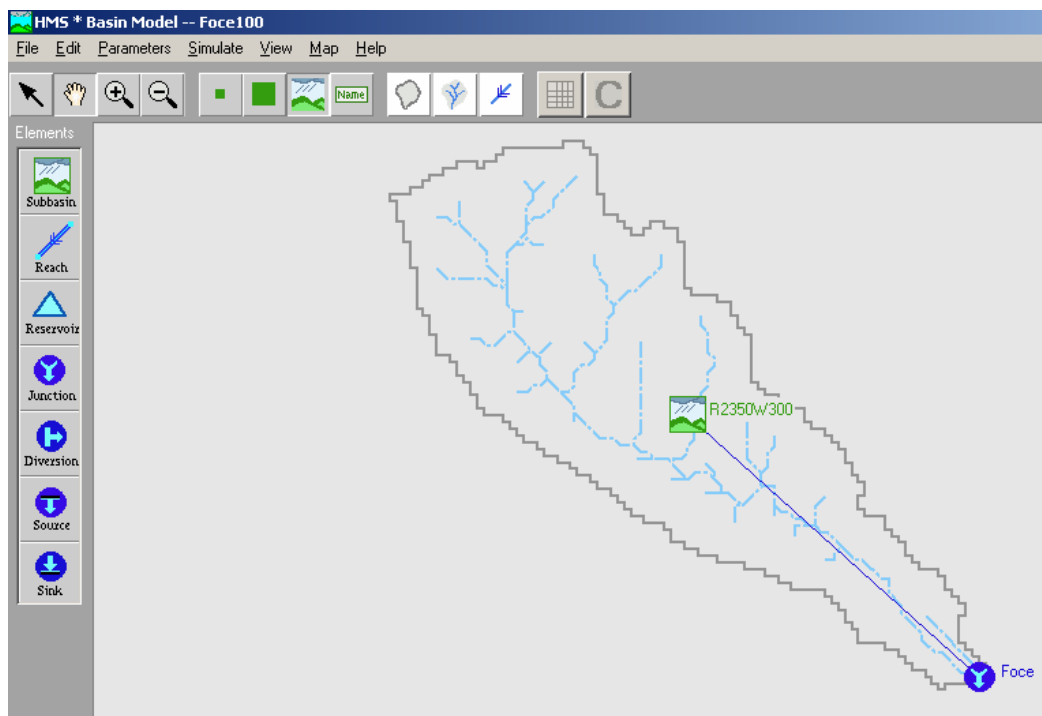 HMS * Basin Model -- Foce100
File Edit Parameters Simulate View Map Help
Name
C
Elements
Subbasin
Reach
Reservoir
Junction
Diversion
Source
Sink
R2350W300
Foce